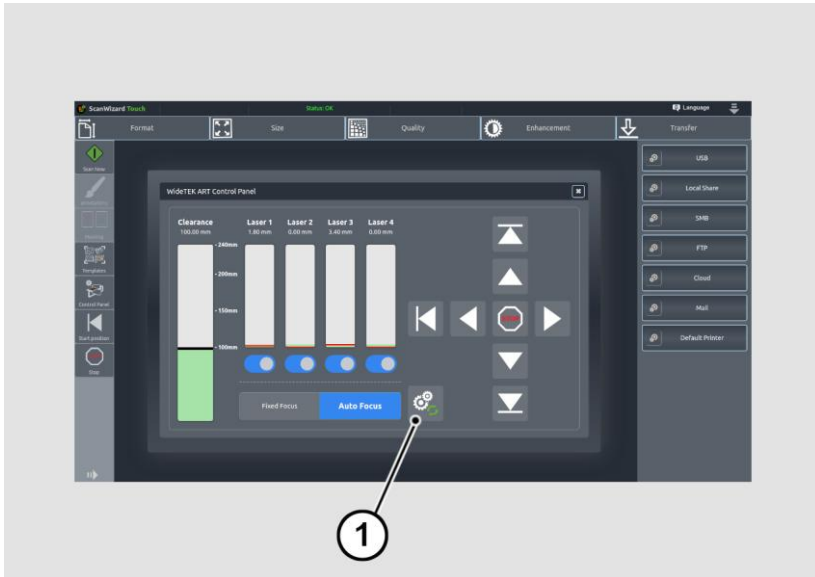 ScanWizard Touch
Status: OK
Language
Format
Size
Quality
Enhancement
Transfer
Scan Now
Templates
Control Panel
Start position
Stop
WideTEK ART Control Panel
Clearance
100.00 mm
Laser 1
1.80 mm
Laser 2
0.00 mm
Laser 3
3.40 mm
Laser 4
0.00 mm
- 240mm
- 200mm
- 150mm
- 100mm
Fixed Focus
Auto Focus
STOP
USB
Local Share
SMB
FTP
Cloud
Mail
Default Printer
1